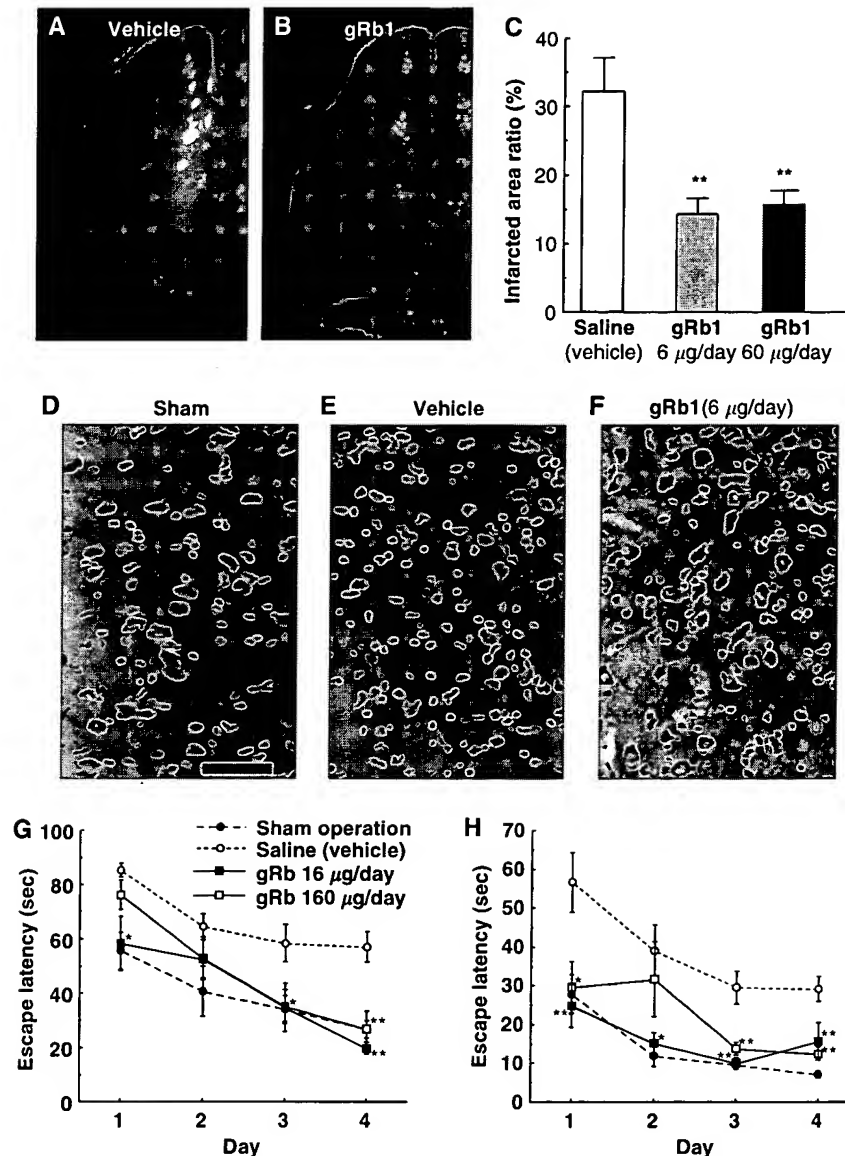 A
Vehicle
B
gRb1
C
Infarcted area ratio (%)
40
30
20
10
0
**
**
Saline
(vehicle)
gRb1
6 μg/day
gRb1
60 μg/day
D
Sham
E
Vehicle
F
gRb1(6 μg/day)
G
Escape latency (sec)
100
80
60
40
20
0
Sham operation
Saline (vehicle)
gRb 16 μg/day
gRb 160 μg/day
*
*
**
**
1
2
3
4
Day
H
Escape latency (sec)
70
60
50
40
30
20
10
0
*
**
*
**
**
**
**
1
2
3
4
Day